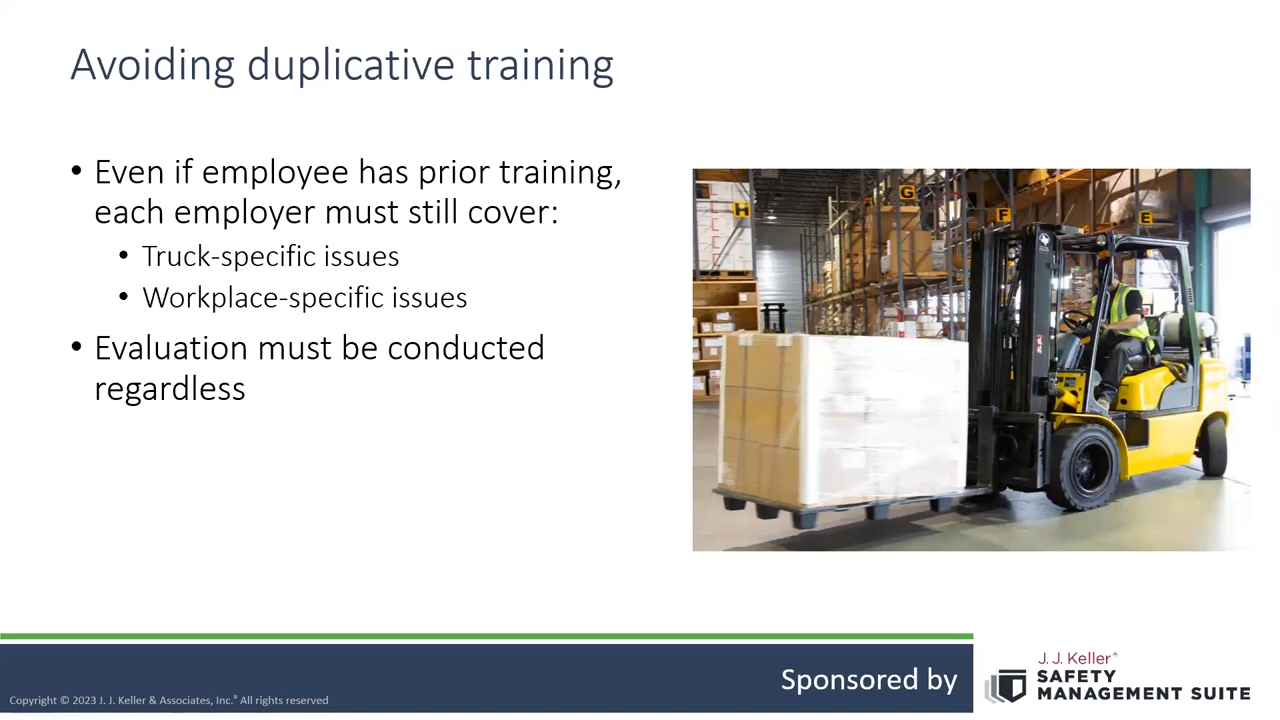 Avoiding duplicative training
• Even if employee has prior training,
each employer must still cover:
• Truck-specific issues
• Workplace-specific issues
• Evaluation must be conducted
regardless
H
G
F
E
Sponsored by
J. J. Keller®
SAFETY
MANAGEMENT SUITE
Copyright © 2023 J. J. Keller & Associates, Inc.® All rights reserved